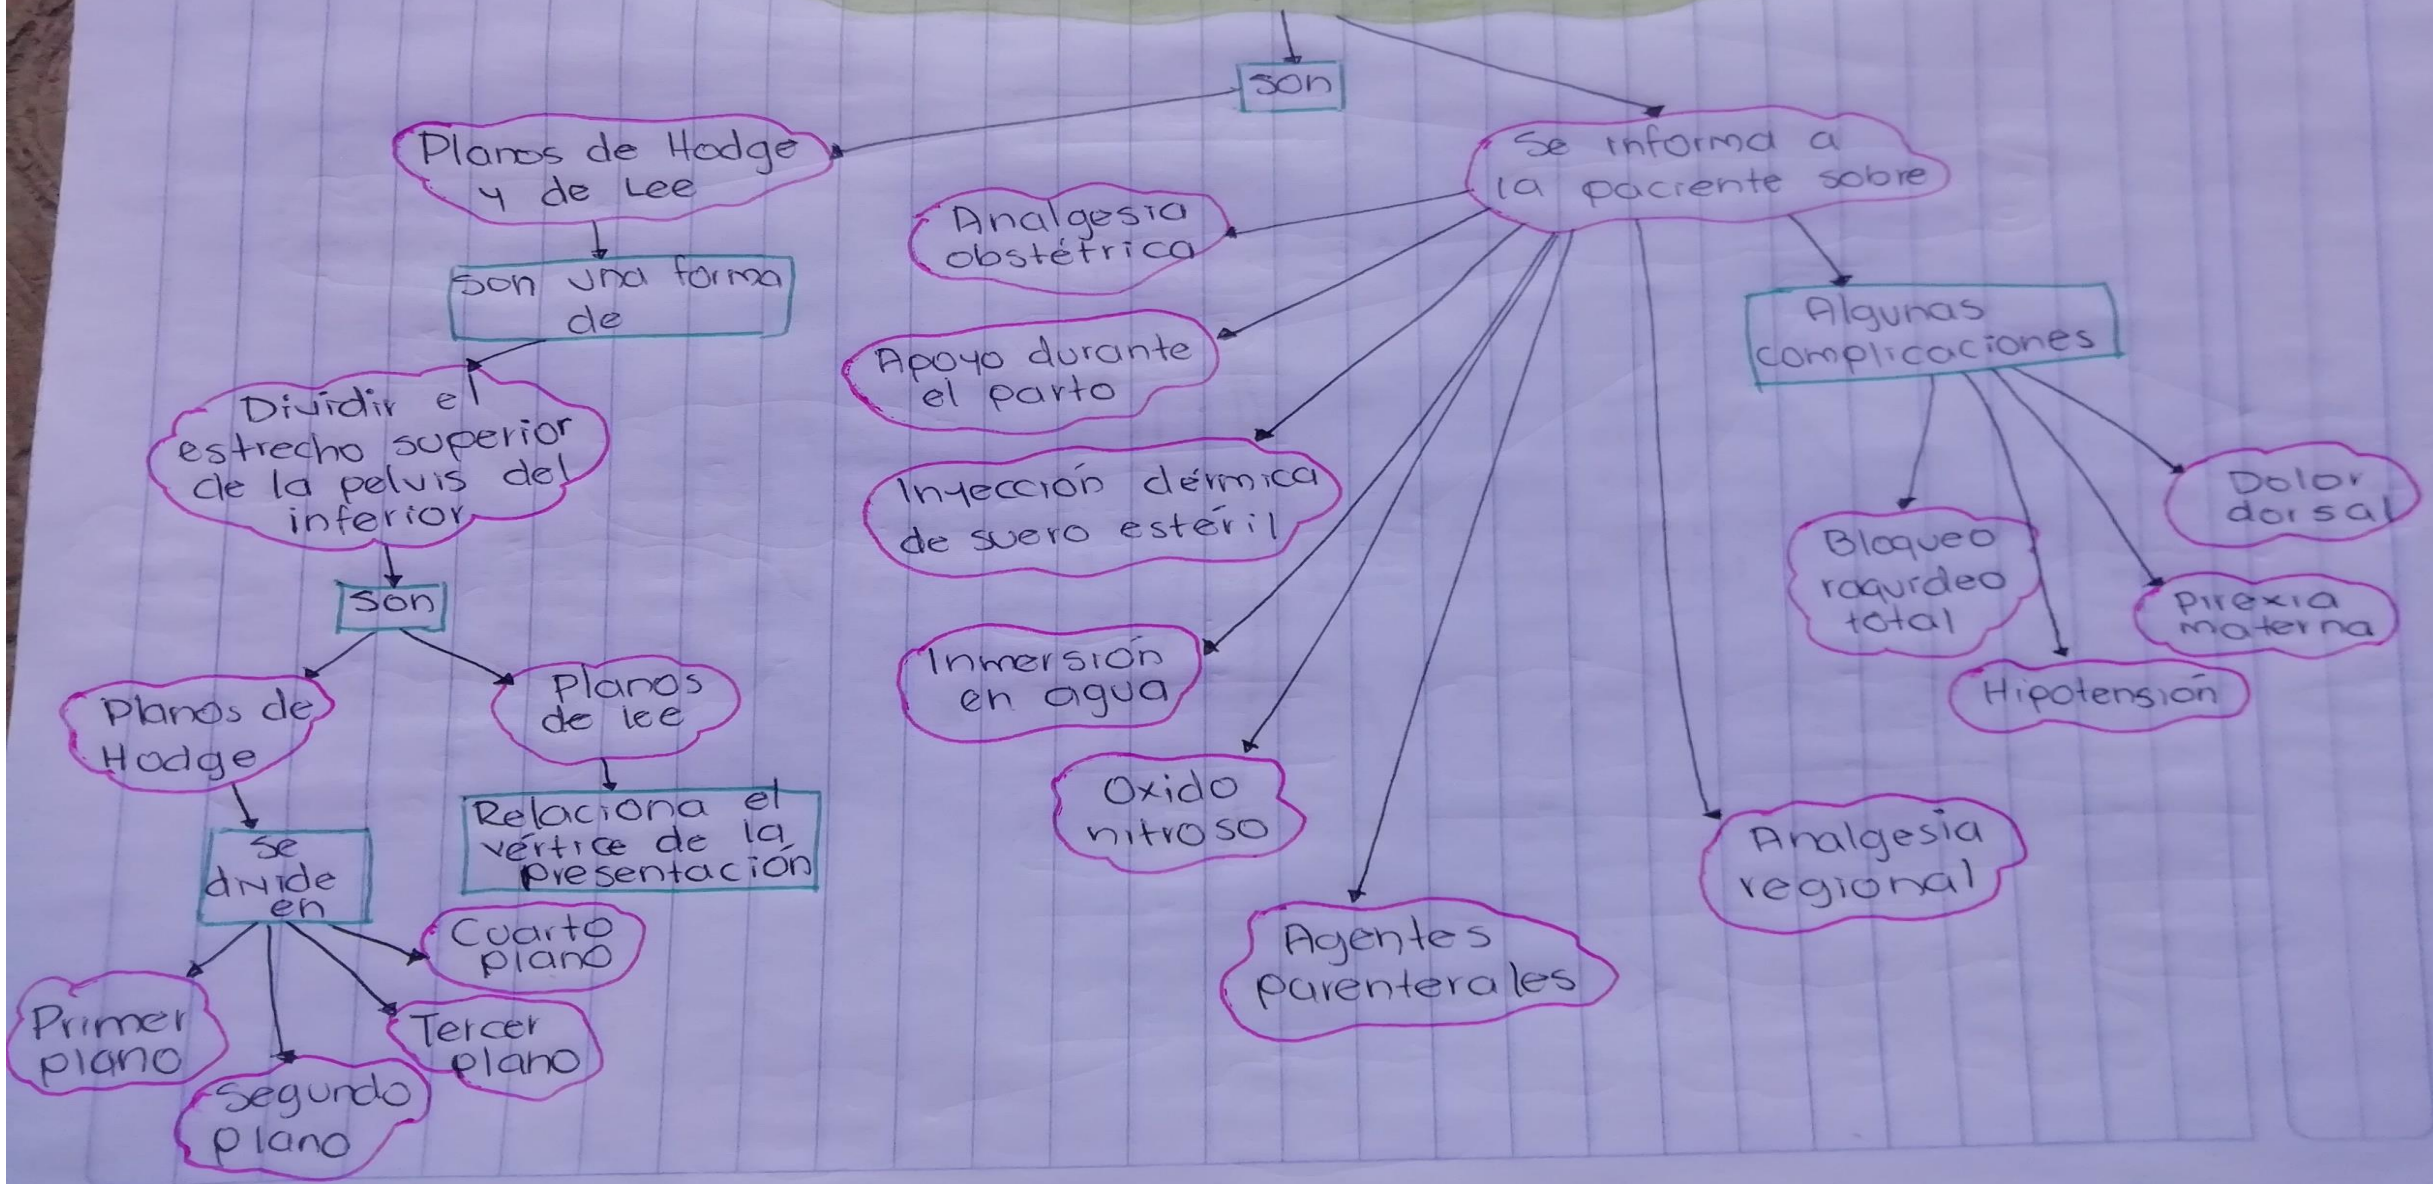 son
Planos de Hodge
y de Lee
son una forma
de
Dividir el
estrecho superior
de la pelvis del
inferior
son
Planos de
Hodge
Planos
de lee
Relaciona el
vértice de la
presentación
se
divide
en
Cuarto
plano
Primer
plano
Tercer
plano
Segundo
plano
Se informa a
la paciente sobre
Analgesia
obstétrica
Apoyo durante
el parto
Inyección dérmica
de suero estéril
Inmersión
en agua
Oxido
nitroso
Agentes
parenterales
Analgesia
regional
Algunas
complicaciones
Bloqueo
raquideo
total
Hipotensión
Pirexia
materna
Dolor
dorsal